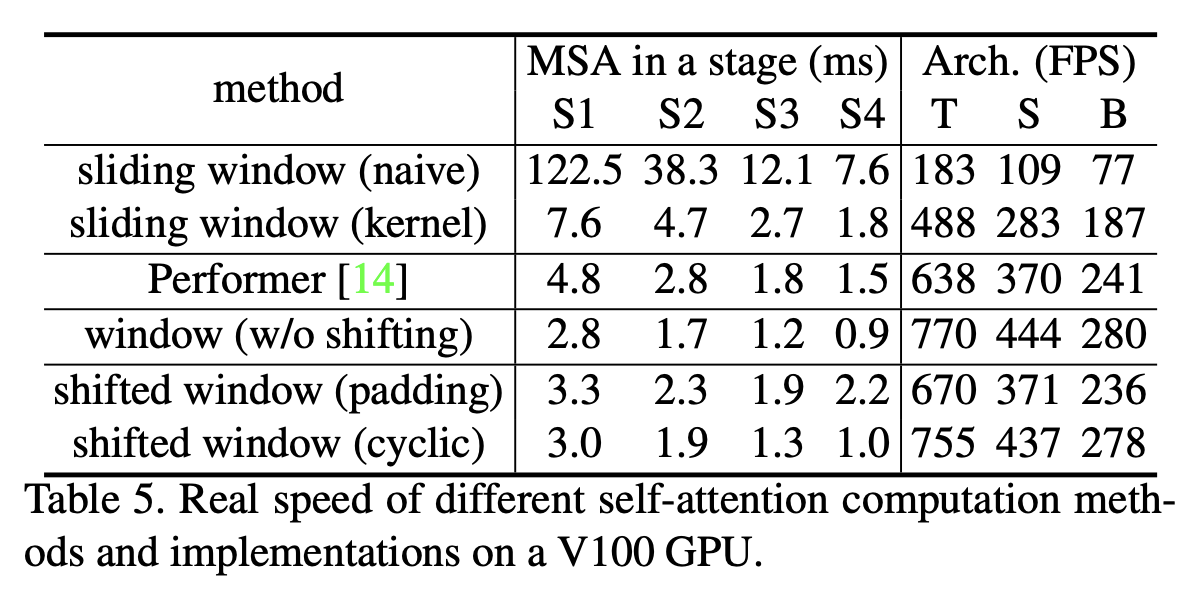 method MSA in a stage (ms) Arch. (FPS)
S1 S2 S3 S4 T S B
sliding window (naive) 122.5 38.3 12.1 7.6 183 109 77
sliding window (kernel) 7.6 4.7 2.7 1.8 488 283 187
Performer [14] 4.8 2.8 1.8 1.5 638 370 241
window (w/o shifting) 2.8 1.7 1.2 0.9 770 444 280
shifted window (padding) 3.3 2.3 1.9 2.2 670 371 236
shifted window (cyclic) 3.0 1.9 1.3 1.0 755 437 278
Table 5. Real speed of different self-attention computation meth-
ods and implementations on a V100 GPU.